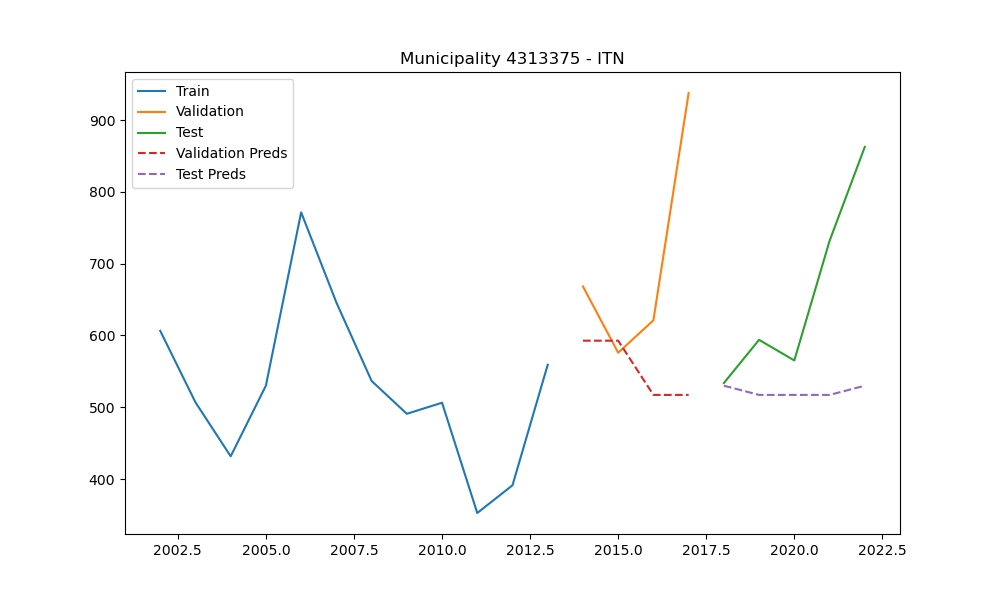 Municipality 4313375 - ITN
Train
Validation
Test
Validation Preds
Test Preds
900
800
700
600
500
400
2002.5 2005.0 2007.5 2010.0 2012.5 2015.0 2017.5 2020.0 2022.5